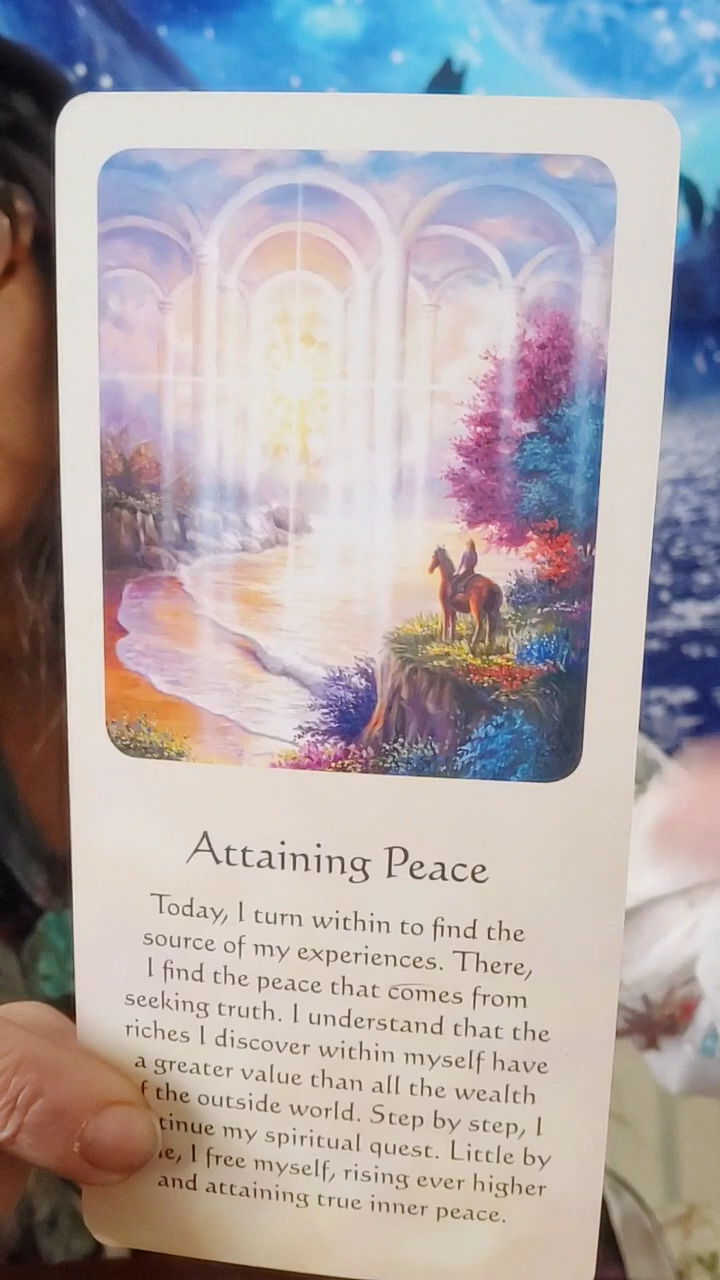 Attaining Peace
Today, I turn within to find the
source of my experiences. There,
I find the peace that comes from
seeking truth. I understand that the
riches I discover within myself have
a greater value than all the wealth
f the outside world. Step by step, I
tinue my spiritual quest. Little by
le, I free myself, rising ever higher
and attaining true inner peace.